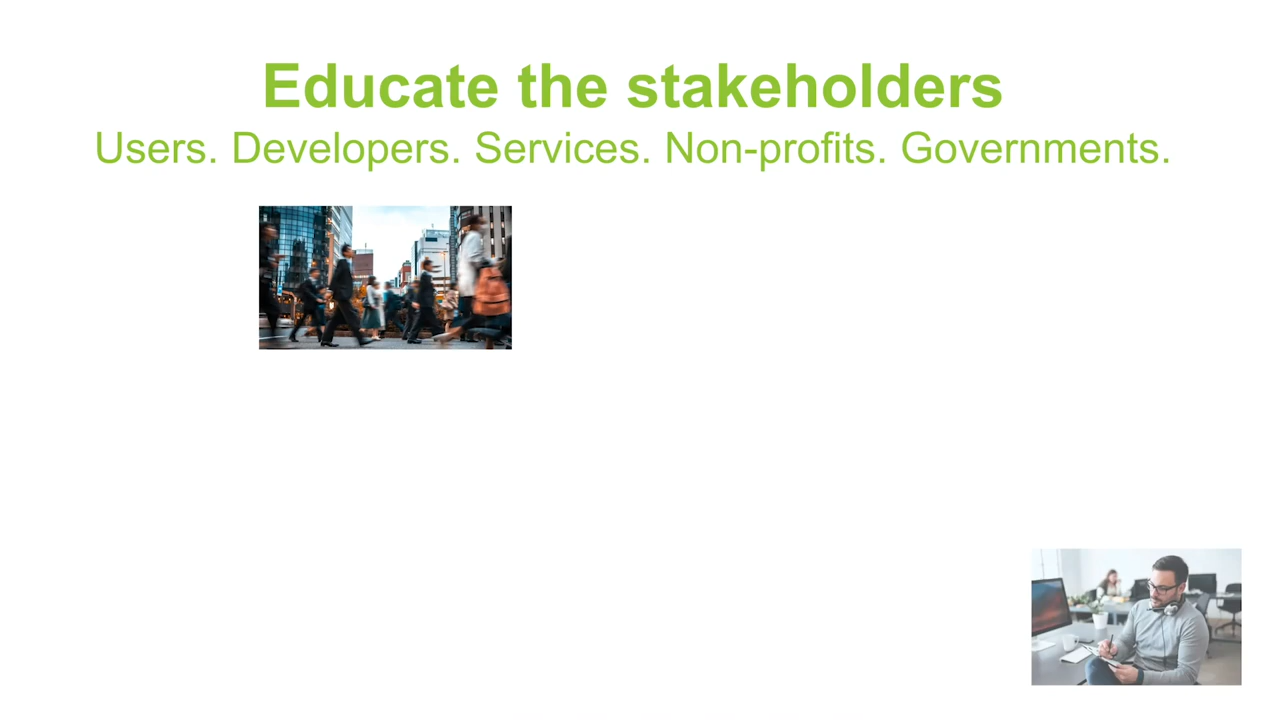 Educate the stakeholders
Users. Developers. Services. Non-profits. Governments.